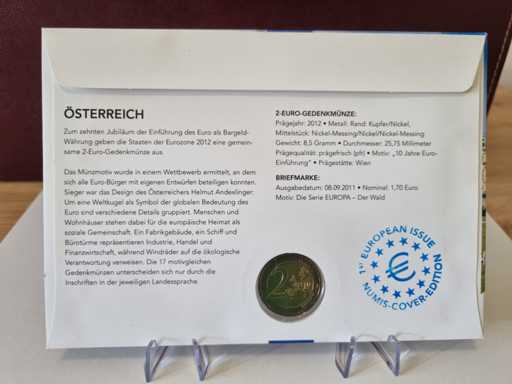 ÖSTERREICH
Zum zehnten Jubiläum der Einführung des Euro als Bargeld-
Währung geben die Staaten der Eurozone 2012 eine gemein-
same 2-Euro-Gedenkmünze aus.
Das Münzmotiv wurde in einem Wettbewerb ermittelt, an dem
sich alle Euro-Bürger mit eigenen Entwürfen beteiligen konnten.
Sieger war das Design des Österreichers Helmut Andexlinger:
Um eine Weltkugel als Symbol der globalen Bedeutung des
Euro sind verschiedene Details gruppiert. Menschen und
Wohnhäuser stehen dabei für die europäische Heimat als
soziale Gemeinschaft. Ein Fabrikgebäude, ein Schiff und
Bürotürme repräsentieren Industrie, Handel und
Finanzwirtschaft, während Windräder auf die ökologische
Verantwortung verweisen. Die 17 motivgleichen
Gedenkmünzen unterscheiden sich nur durch die
Inschriften in der jeweiligen Landessprache.
2-EURO-GEDENKMÜNZE:
Prägejahr: 2012 • Metall: Rand: Kupfer/Nickel,
Mittelstück: Nickel-Messing/Nickel/Nickel-Messing
Gewicht: 8,5 Gramm • Durchmesser: 25,75 Millimeter
Prägequalität: prägefrisch (pfr) • Motiv: „10 Jahre Euro-
Einführung" • Prägestätte: Wien
BRIEFMARKE:
Ausgabedatum: 08.09.2011 • Nominal: 1,70 Euro
Motiv: Die Serie EUROPA – Der Wald
1st EUROPEAN ISSUE
€
NUMIS-COVER-EDITION
2 EURO